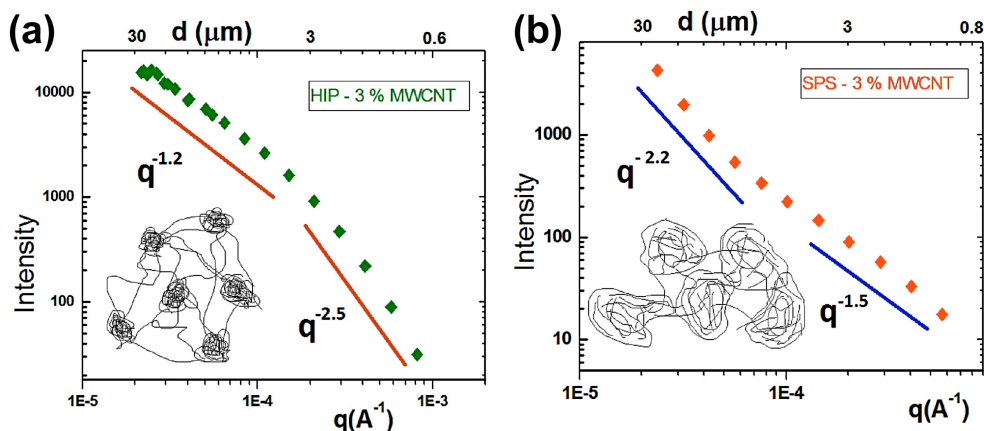 (a)
d (μm)
30
3
0.6
HIP - 3 % MWCNT
10000
1000
100
Intensity
q-1.2
q-2.5
1E-5
1E-4
1E-3
q(A-1)
(b)
d (μm)
30
3
0.8
SPS - 3 % MWCNT
1000
100
10
Intensity
q- 2.2
q-1.5
1E-5
1E-4
q(A-1)